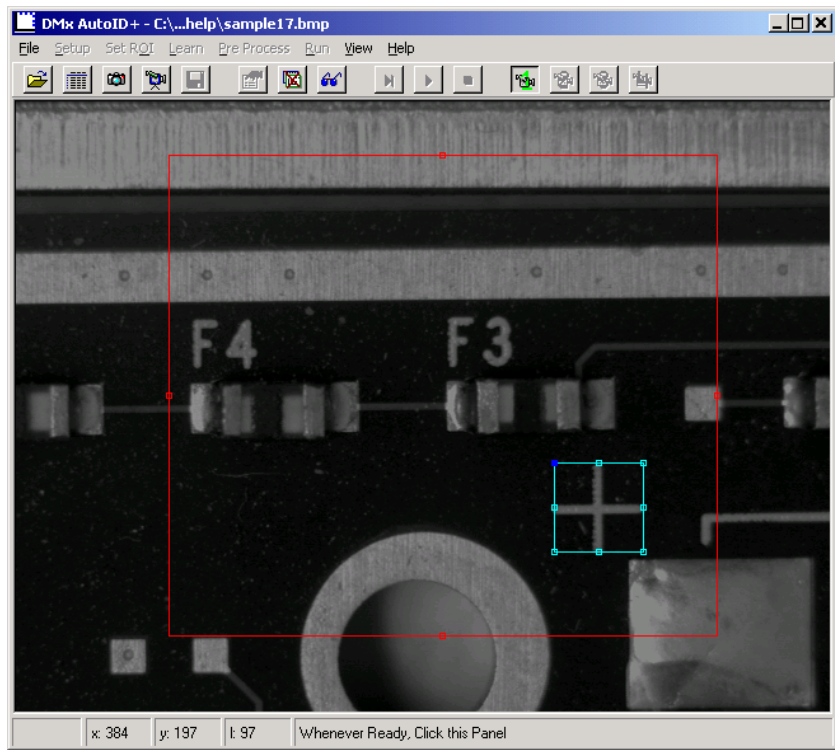 DMx AutoID+ - C:\...help\sample17.bmp
File Setup Set ROI Learn Pre Process Run View Help
F4 F3
x: 384 y: 197 I: 97 Whenever Ready, Click this Panel